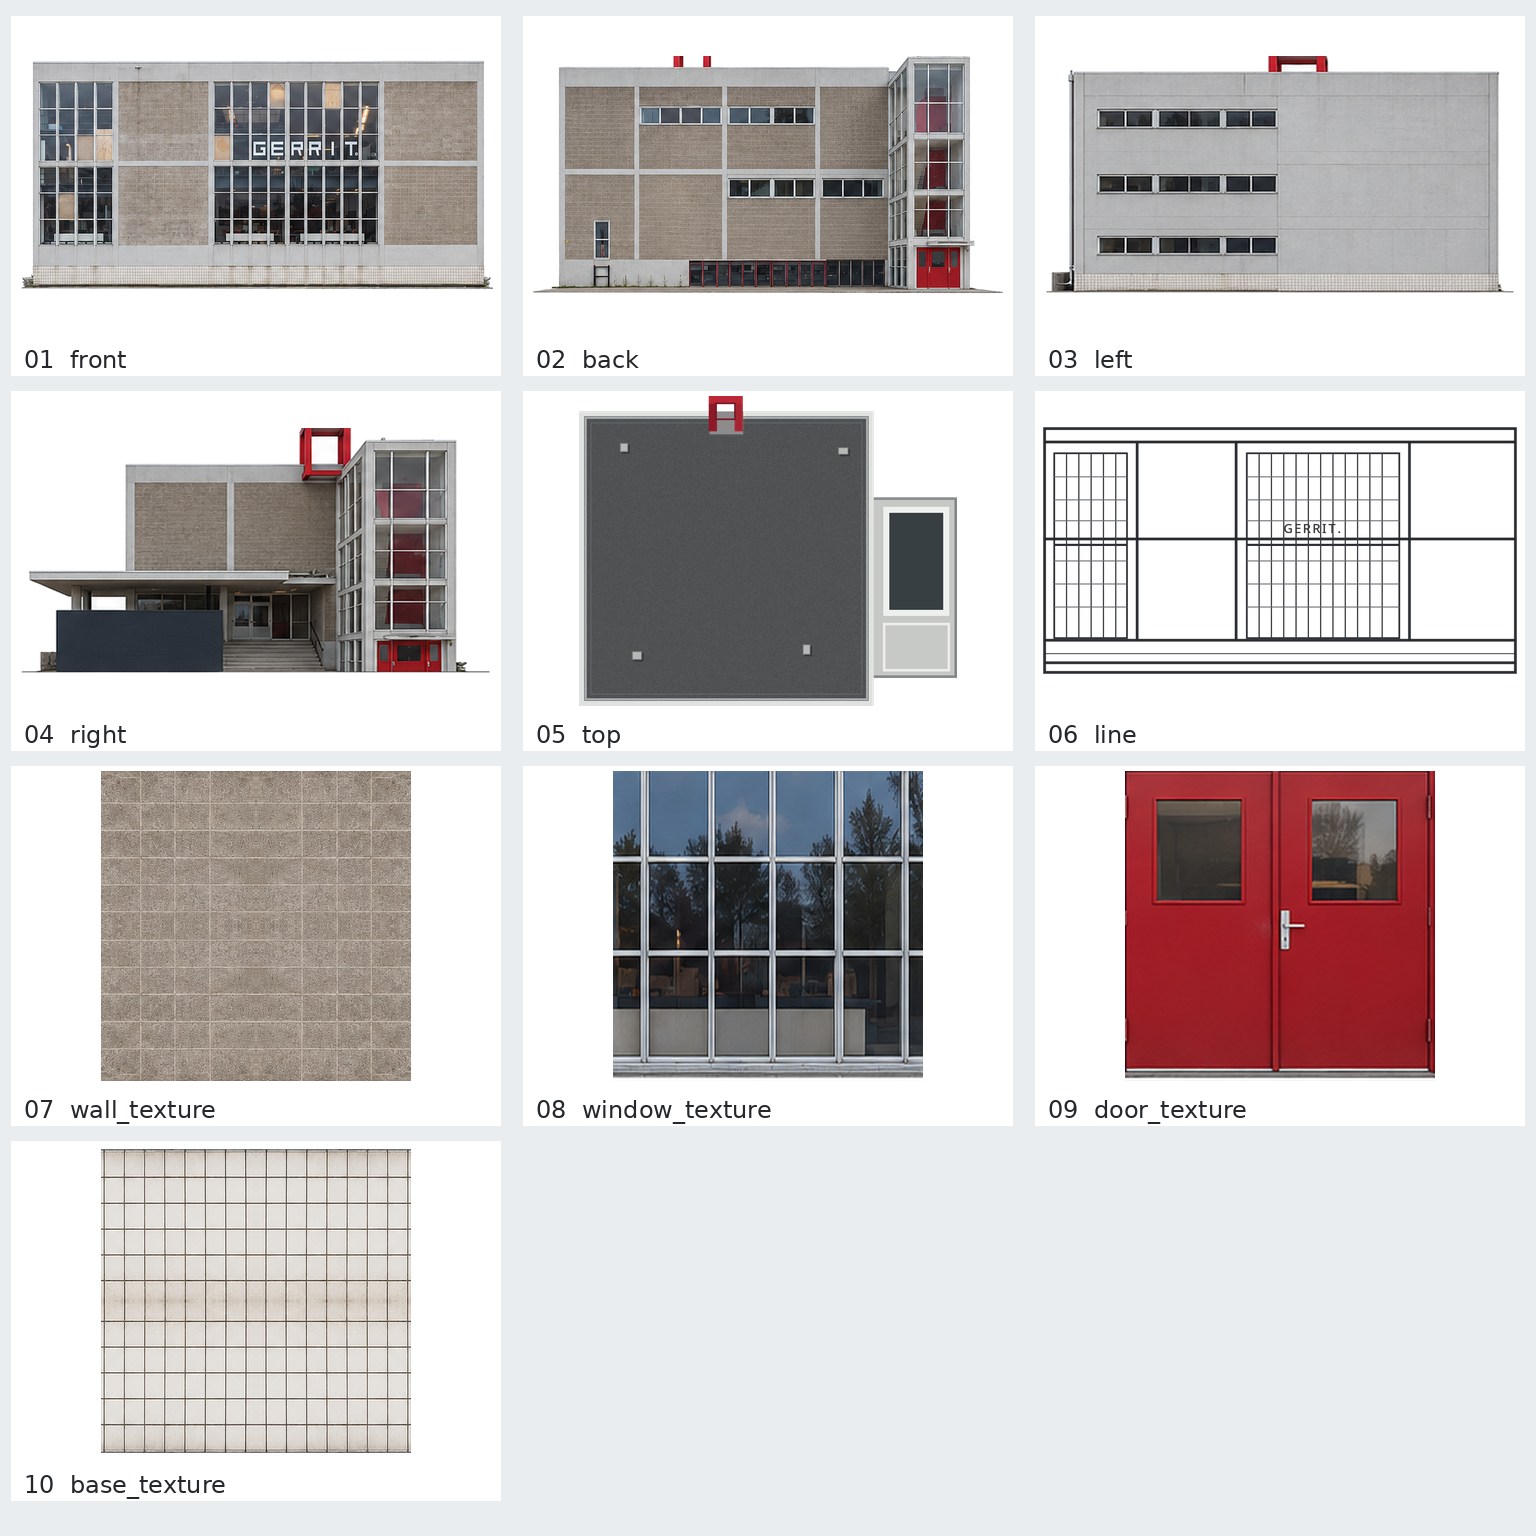 GERRIT.
01 front
02 back
03 left
04 right
05 top
GERRIT.
06 line
07 wall_texture
08 window_texture
09 door_texture
10 base_texture